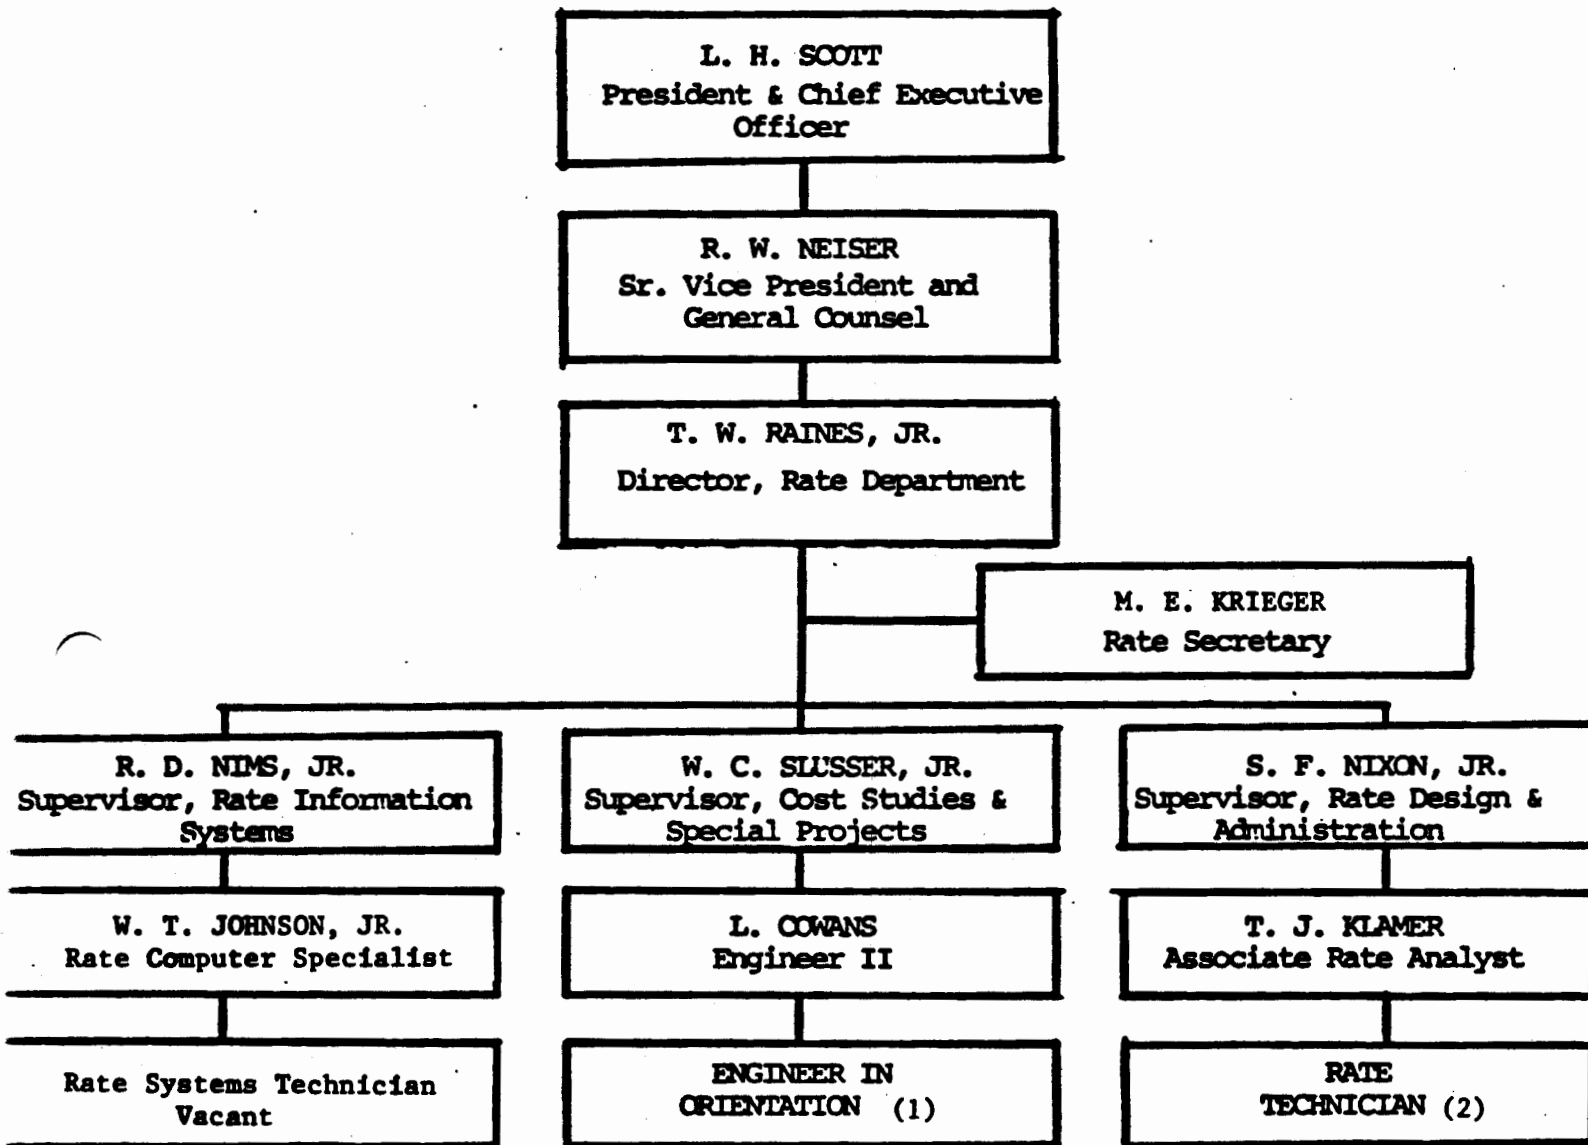 L. H. SCOTT
President & Chief Executive
Officer
R. W. NEISER
Sr. Vice President and
General Counsel
T. W. RAINES, JR.
Director, Rate Department
M. E. KRIEGER
Rate Secretary
R. D. NIMS, JR.
Supervisor, Rate Information
Systems
W. C. SLUSSER, JR.
Supervisor, Cost Studies &
Special Projects
S. F. NIXON, JR.
Supervisor, Rate Design &
Administration
W. T. JOHNSON, JR.
Rate Computer Specialist
L. COWANS
Engineer II
T. J. KLAMER
Associate Rate Analyst
Rate Systems Technician
Vacant
ENGINEER IN
ORIENTATION (1)
RATE
TECHNICIAN (2)